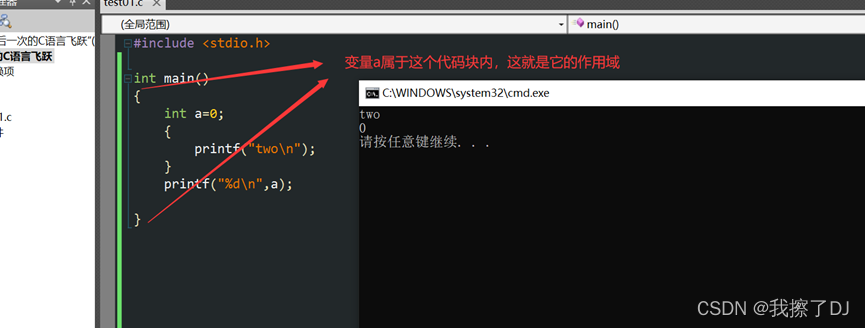 理器
test01.c
(全局范围)
main()
后一次的C语言飞跃"(
的C语言飞跃
赖项
1.c
件
#include <stdio.h>
变量a属于这个代码块内，这就是它的作用域
int main()
{
int a=0;
{
printf("two\n");
}
printf("%d\n",a);
}
C:\WINDOWS\system32\cmd.exe
two
0
请按任意键继续. . .
CSDN @我擦了DJ